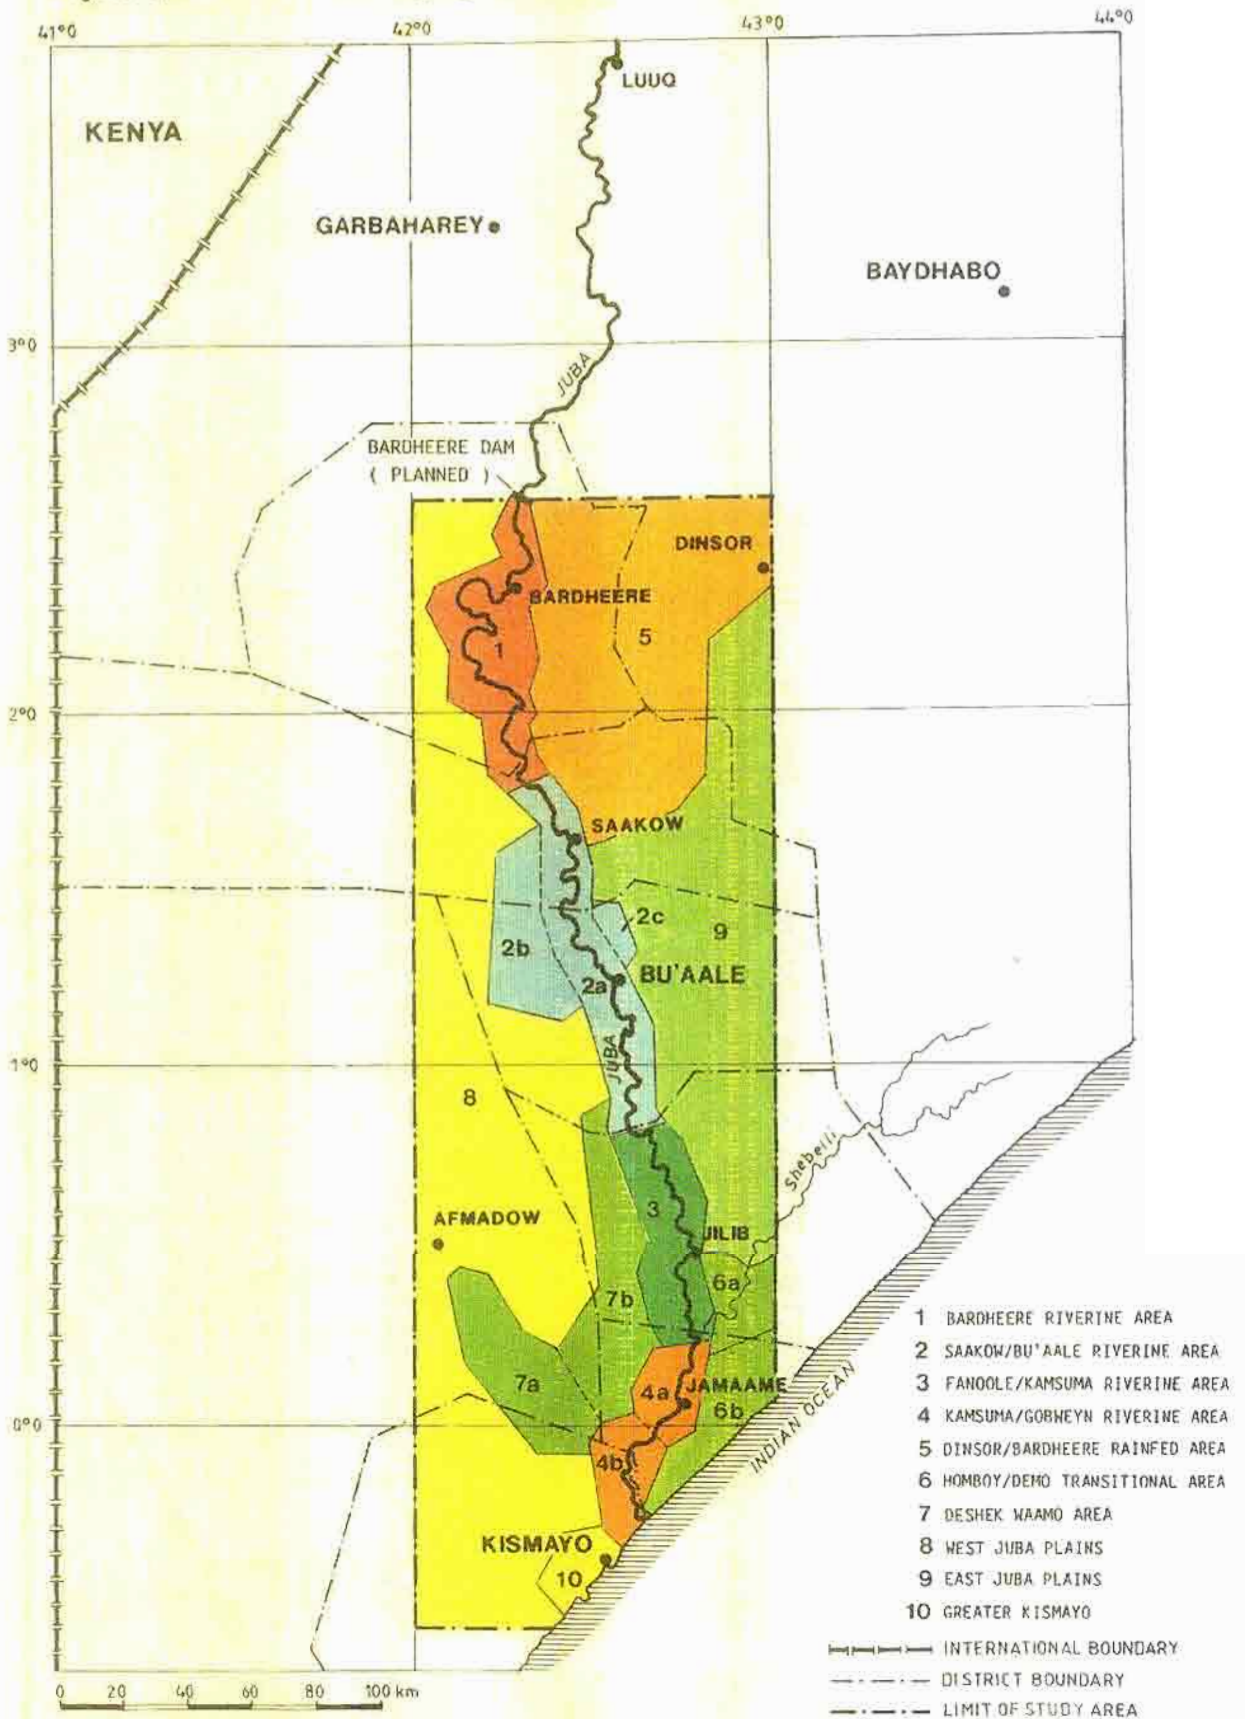 41°0 42°0 43°0 44°0
LUUQ
KENYA
GARBAHAREY
BAYDHABO
3°0
JUBA
BARDHEERE DAM
( PLANNED )
DINSOR
BARDHEERE
5
1
2°0
SAAKOW
2c
9
2b
BU'AALE
2a
1°0
JUBA
8
Shebelli
AFMADOW
3
JILIB
6a
7b
7a
4a
JAMAAME
6b
0°0
4b
INDIAN OCEAN
KISMAYO
10
1 BARDHEERE RIVERINE AREA
2 SAAKOW/BU'AALE RIVERINE AREA
3 FANOOLE/KAMSUMA RIVERINE AREA
4 KAMSUMA/GOBWEYN RIVERINE AREA
5 DINSOR/BARDHEERE RAINFED AREA
6 HOMBOY/DEMO TRANSITIONAL AREA
7 DESHEK WAAMO AREA
8 WEST JUBA PLAINS
9 EAST JUBA PLAINS
10 GREATER KISMAYO
INTERNATIONAL BOUNDARY
DISTRICT BOUNDARY
LIMIT OF STUDY AREA
0 20 40 60 80 100 km